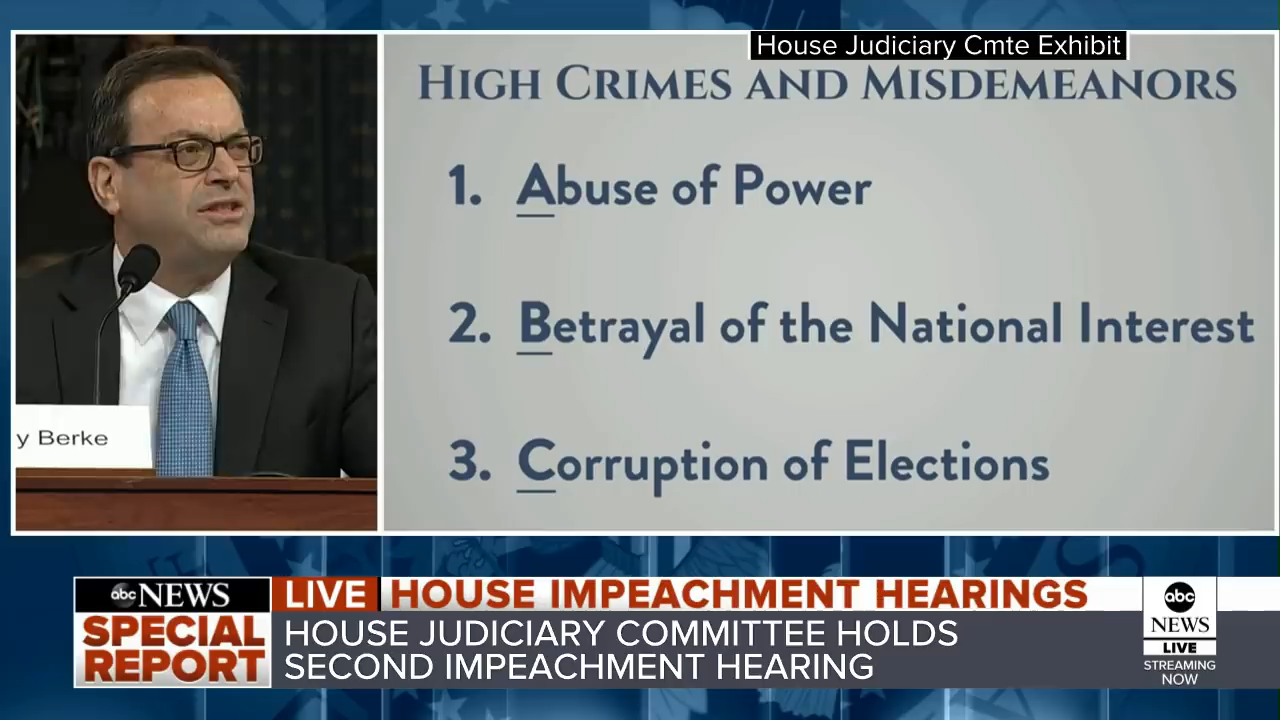 House Judiciary Cmte Exhibit
HIGH CRIMES AND MISDEMEANORS
1. Abuse of Power
2. Betrayal of the National Interest
3. Corruption of Elections
y Berke
abc NEWS
SPECIAL
REPORT
LIVE HOUSE IMPEACHMENT HEARINGS
HOUSE JUDICIARY COMMITTEE HOLDS
SECOND IMPEACHMENT HEARING
abc
NEWS
LIVE
STREAMING
NOW